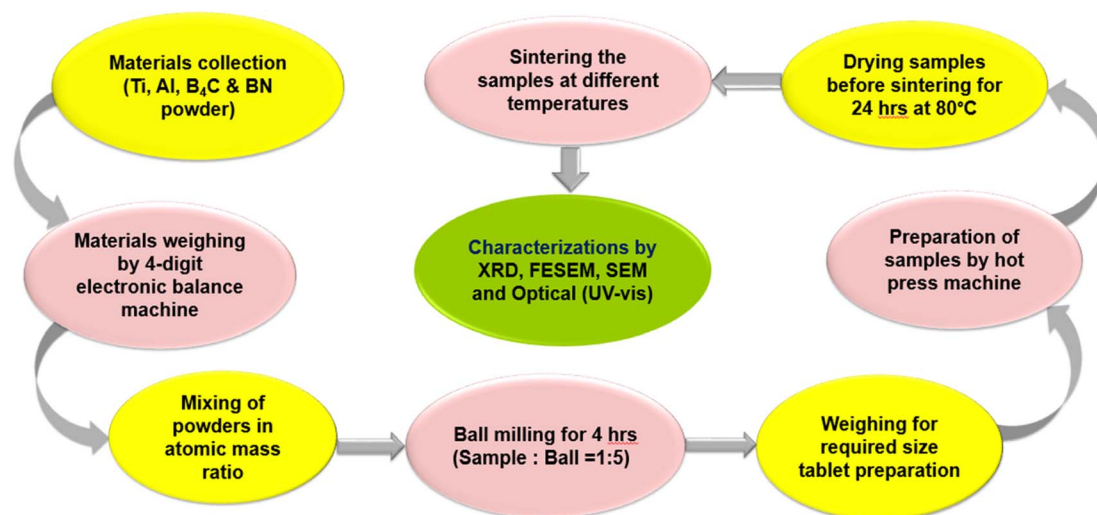 Materials collection
(Ti, Al, B₄C & BN
powder)
Materials weighing
by 4-digit
electronic balance
machine
Mixing of
powders in
atomic mass
ratio
Ball milling for 4 hrs
(Sample : Ball =1:5)
Weighing for
required size
tablet preparation
Preparation of
samples by hot
press machine
Drying samples
before sintering for
24 hrs at 80°C
Sintering the
samples at different
temperatures
Characterizations by
XRD, FESEM, SEM
and Optical (UV-vis)